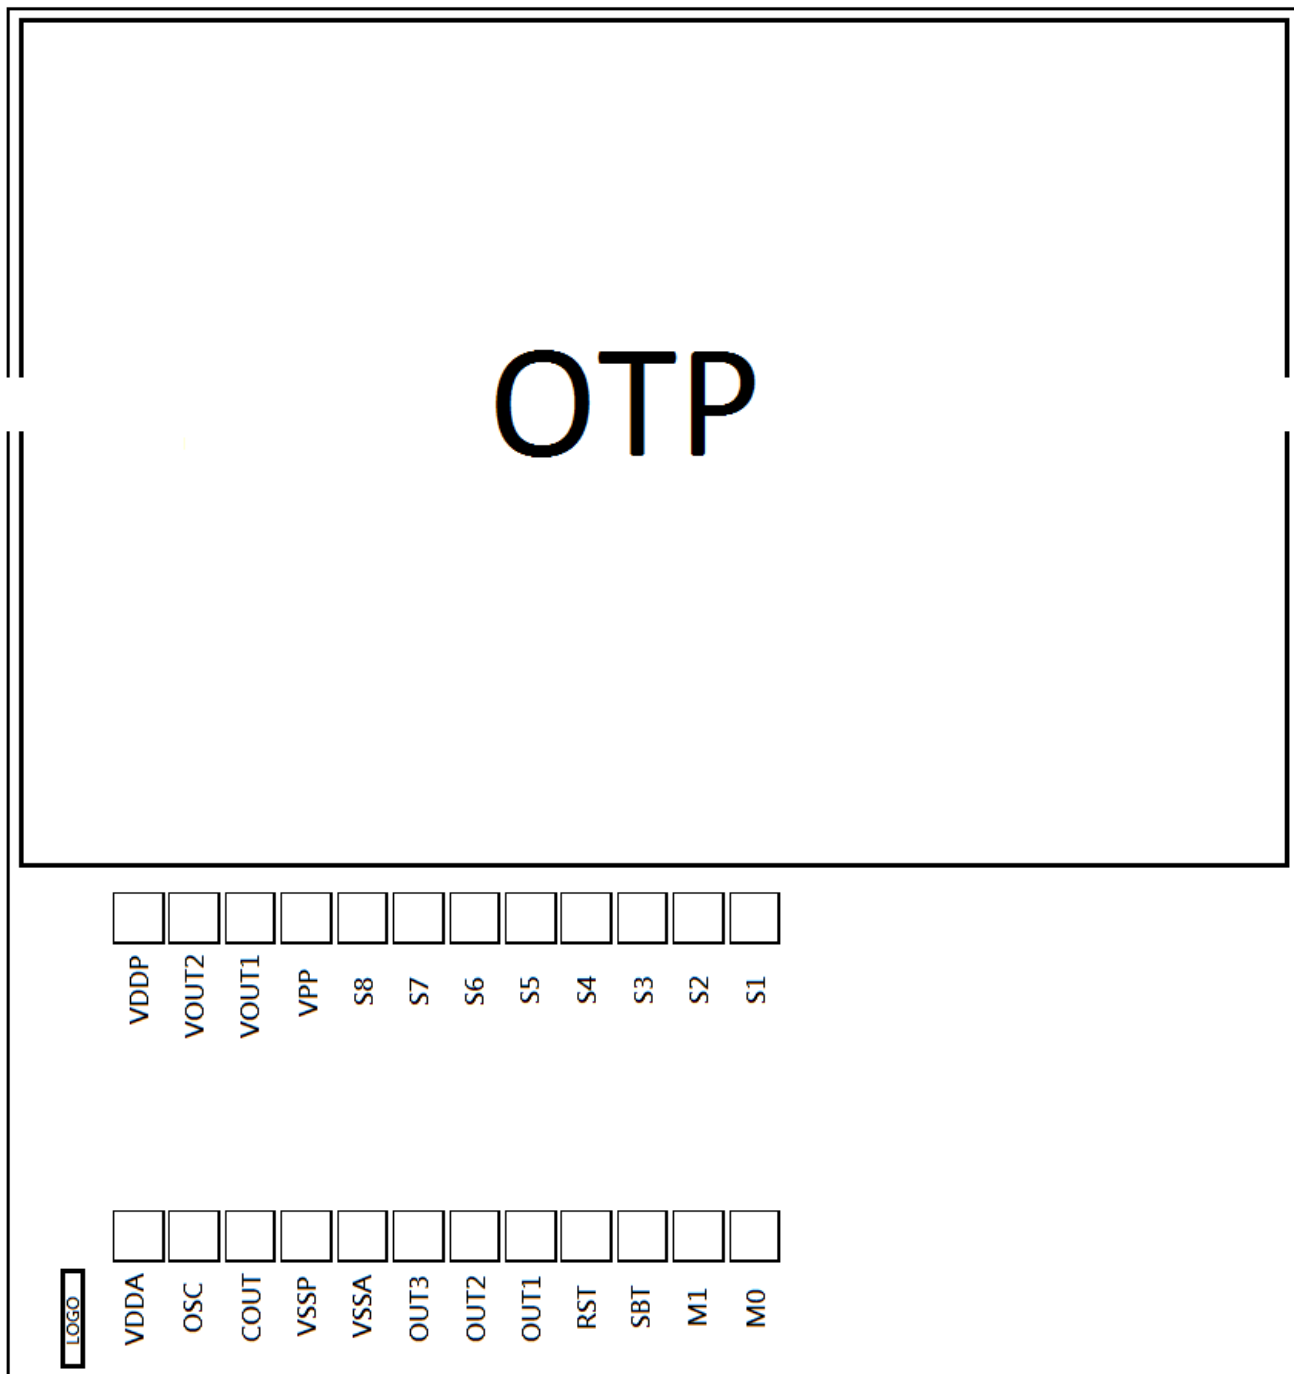 OTP
VDDP VOUT2 VOUT1 VPP S8 S7 S6 S5 S4 S3 S2 S1
LOGO VDDA OSC COUT VSSP VSSA OUT3 OUT2 OUT1 RST SBT M1 M0